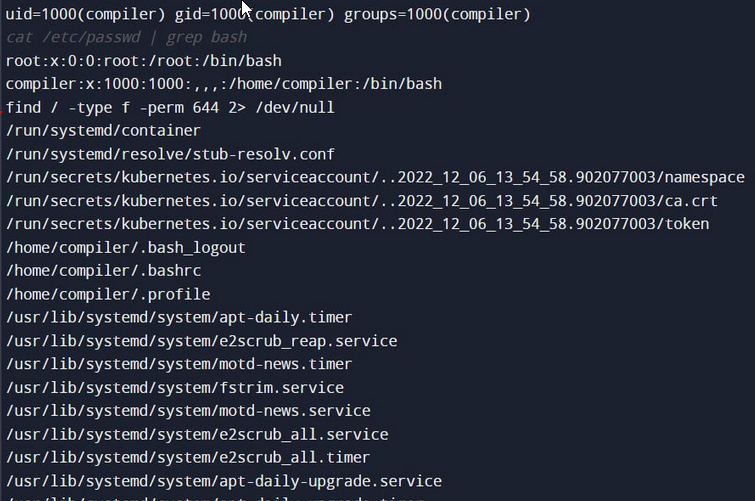 uid=1000(compiler) gid=1000(compiler) groups=1000(compiler)
cat /etc/passwd | grep bash
root:x:0:0:root:/root:/bin/bash
compiler:x:1000:1000:,,,:/home/compiler:/bin/bash
find / -type f -perm 644 2> /dev/null
/run/systemd/container
/run/systemd/resolve/stub-resolv.conf
/run/secrets/kubernetes.io/serviceaccount/..2022_12_06_13_54_58.902077003/namespace
/run/secrets/kubernetes.io/serviceaccount/..2022_12_06_13_54_58.902077003/ca.crt
/run/secrets/kubernetes.io/serviceaccount/..2022_12_06_13_54_58.902077003/token
/home/compiler/.bash_logout
/home/compiler/.bashrc
/home/compiler/.profile
/usr/lib/systemd/system/apt-daily.timer
/usr/lib/systemd/system/e2scrub_reap.service
/usr/lib/systemd/system/motd-news.timer
/usr/lib/systemd/system/fstrim.service
/usr/lib/systemd/system/motd-news.service
/usr/lib/systemd/system/e2scrub_all.service
/usr/lib/systemd/system/e2scrub_all.timer
/usr/lib/systemd/system/apt-daily-upgrade.service